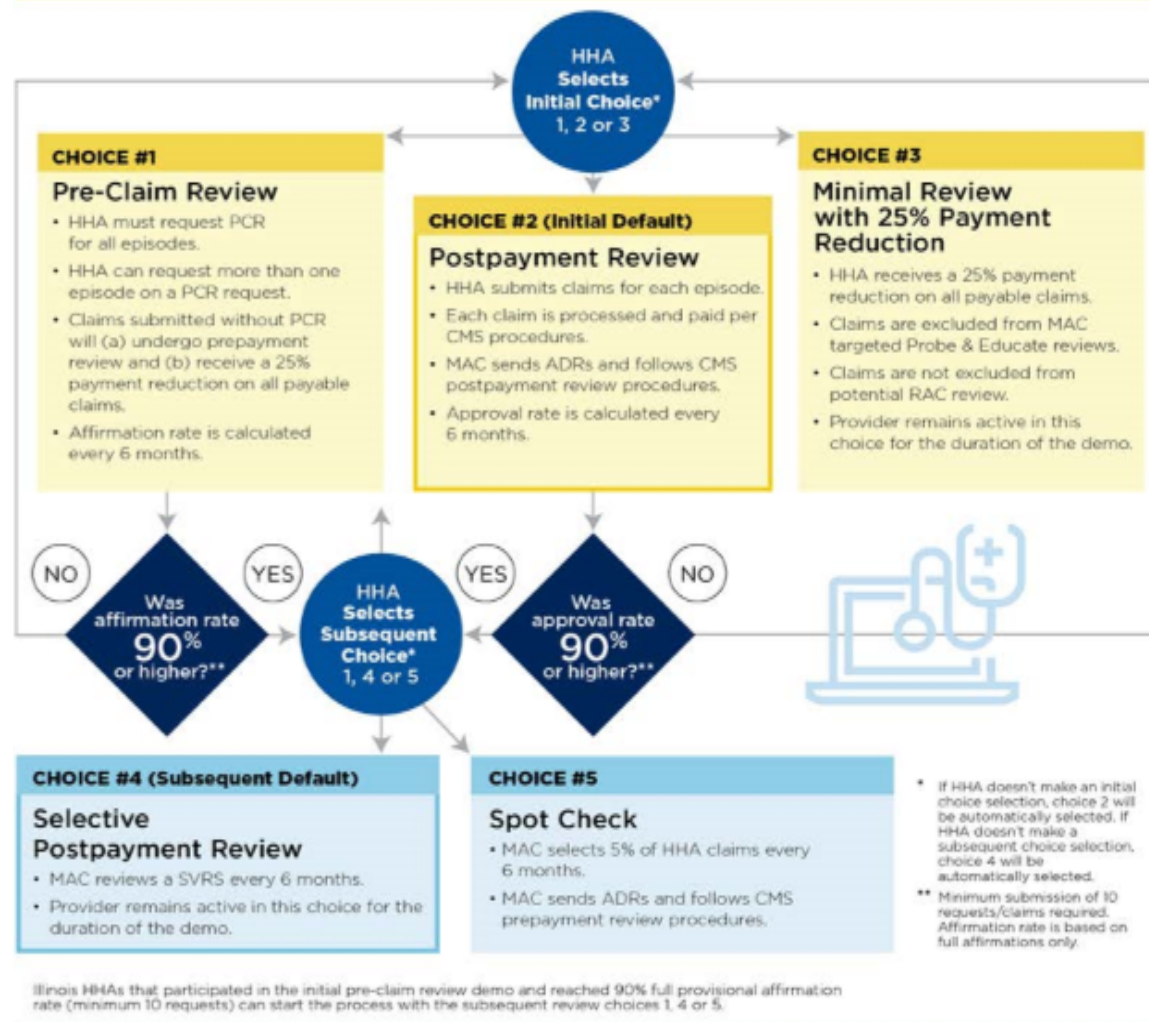 HHA
Selects
Initial Choice*
1, 2 or 3
CHOICE #1
Pre-Claim Review
• HHA must request PCR
for all episodes.
• HHA can request more than one
episode on a PCR request.
• Claims submitted without PCR
will (a) undergo prepayment
review and (b) receive a 25%
payment reduction on all payable
claims.
• Affirmation rate is calculated
every 6 months.
CHOICE #2 (Initial Default)
Postpayment Review
• HHA submits claims for each episode.
• Each claim is processed and paid per
CMS procedures.
• MAC sends ADRs and follows CMS
postpayment review procedures.
• Approval rate is calculated every
6 months.
CHOICE #3
Minimal Review
with 25% Payment
Reduction
• HHA receives a 25% payment
reduction on all payable claims.
• Claims are excluded from MAC
targeted Probe & Educate reviews.
• Claims are not excluded from
potential RAC review.
• Provider remains active in this
choice for the duration of the demo.
NO
Was
affirmation rate
90%
or higher?**
YES
HHA
Selects
Subsequent
Choice*
1, 4 or 5
YES
Was
approval rate
90%
or higher?**
NO
CHOICE #4 (Subsequent Default)
Selective
Postpayment Review
• MAC reviews a SVRS every 6 months.
• Provider remains active in this choice for the
duration of the demo.
CHOICE #5
Spot Check
• MAC selects 5% of HHA claims every
6 months.
• MAC sends ADRs and follows CMS
prepayment review procedures.
* If HHA doesn't make an initial
choice selection, choice 2 will
be automatically selected. If
HHA doesn't make a
subsequent choice selection,
choice 4 will be
automatically selected.
** Minimum submission of 10
requests/claims required.
Affirmation rate is based on
full affirmations only.
Illinois HHAs that participated in the initial pre-claim review demo and reached 90% full provisional affirmation
rate (minimum 10 requests) can start the process with the subsequent review choices 1, 4 or 5.